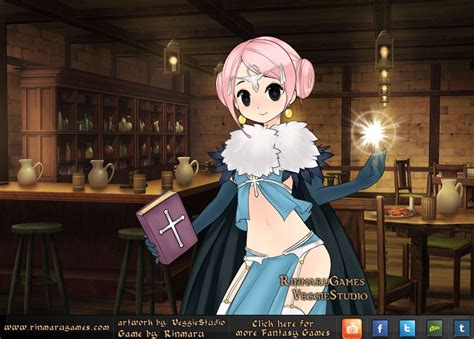 RinmaruGames
VeggieStudio
www.rinmarugames.com
artwork by: VeggieStudio
Game by: Rinmaru
Click here for
more Fantasy Games